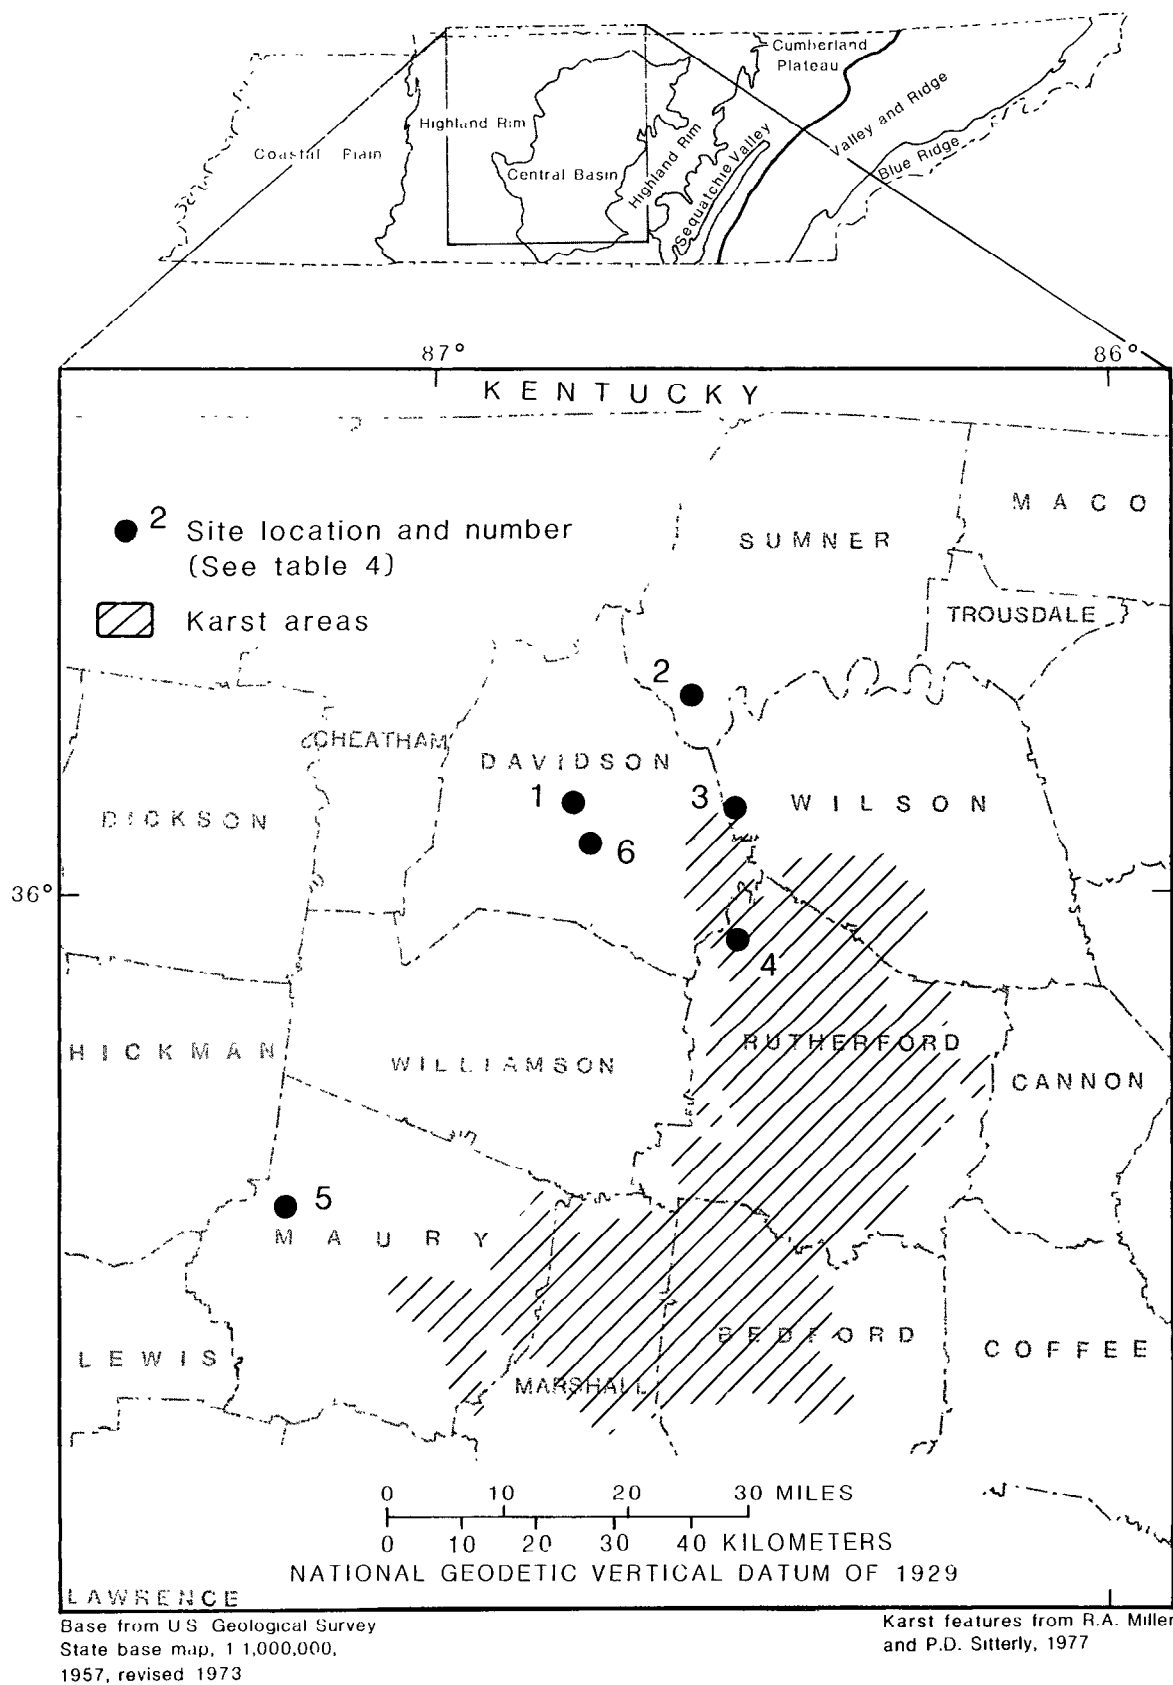 Cumberland
Plateau
Highland Rim
Coastal Plain
Central Basin
Highland Rim
Sequatchie Valley
Valley and Ridge
Blue Ridge
87°
86°
KENTUCKY
2 Site location and number
(See table 4)
Karst areas
MACO
SUMNER
TROUSDALE
2
CHEATHAM
DAVIDSON
1
3
WILSON
DICKSON
6
36°
4
HICKMAN
WILLIAMSON
RUTHERFORD
CANNON
5
MAURY
BEDFORD
COFFEE
LEWIS
MARSHALL
0 10 20 30 MILES
0 10 20 30 40 KILOMETERS
NATIONAL GEODETIC VERTICAL DATUM OF 1929
LAWRENCE
Base from U S Geological Survey
State base map, 1 1,000,000,
1957, revised 1973
Karst features from R.A. Miller
and P.D. Sitterly, 1977